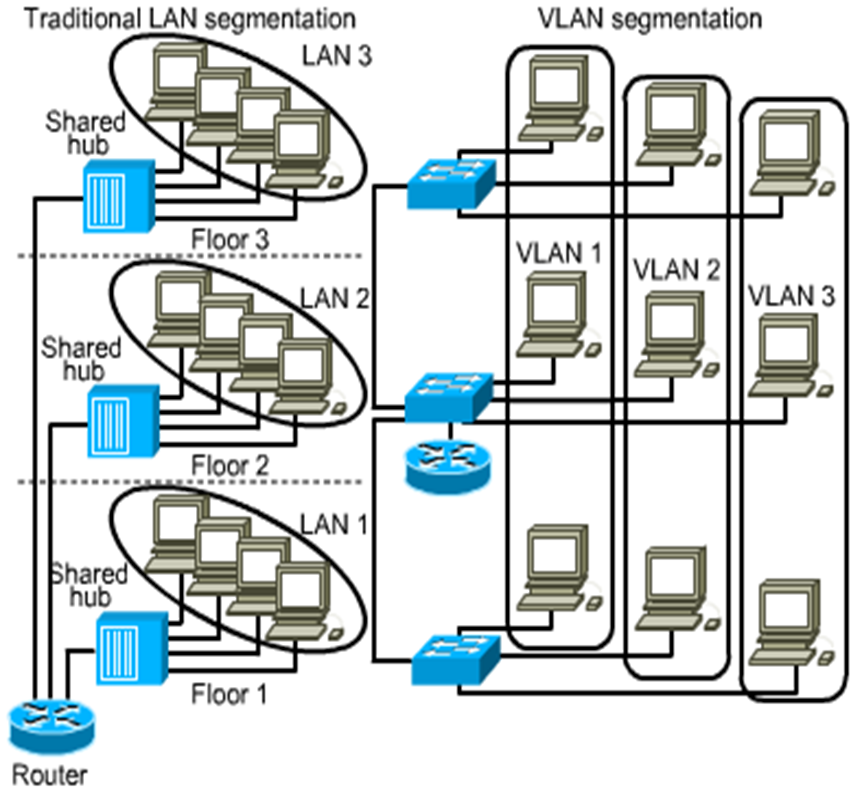 Traditional LAN segmentation
VLAN segmentation
LAN 3
Shared
hub
Floor 3
LAN 2
Shared
hub
Floor 2
LAN 1
Shared
hub
Floor 1
Router
VLAN 1
VLAN 2
VLAN 3